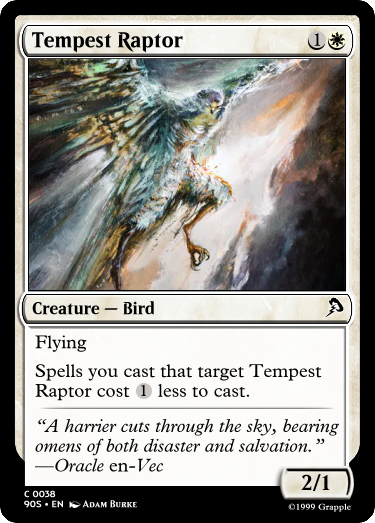 Tempest Raptor 1
Creature — Bird
Flying
Spells you cast that target Tempest
Raptor cost 1 less to cast.
“A harrier cuts through the sky, bearing
omens of both disaster and salvation.”
—Oracle en-Vec
2/1
C 0038
90S • EN Adam Burke
©1999 Grapple